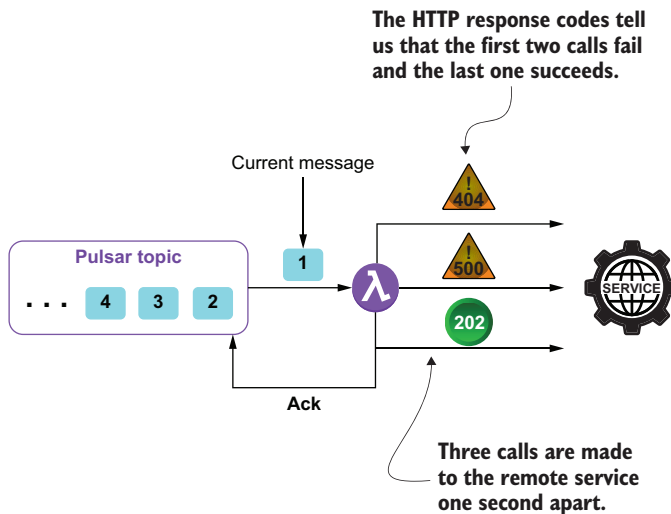 The HTTP response codes tell
us that the first two calls fail
and the last one succeeds.
Current message
!
404
Pulsar topic
1
!
500
. . . 4 3 2
λ
SERVICE
202
Ack
Three calls are made
to the remote service
one second apart.